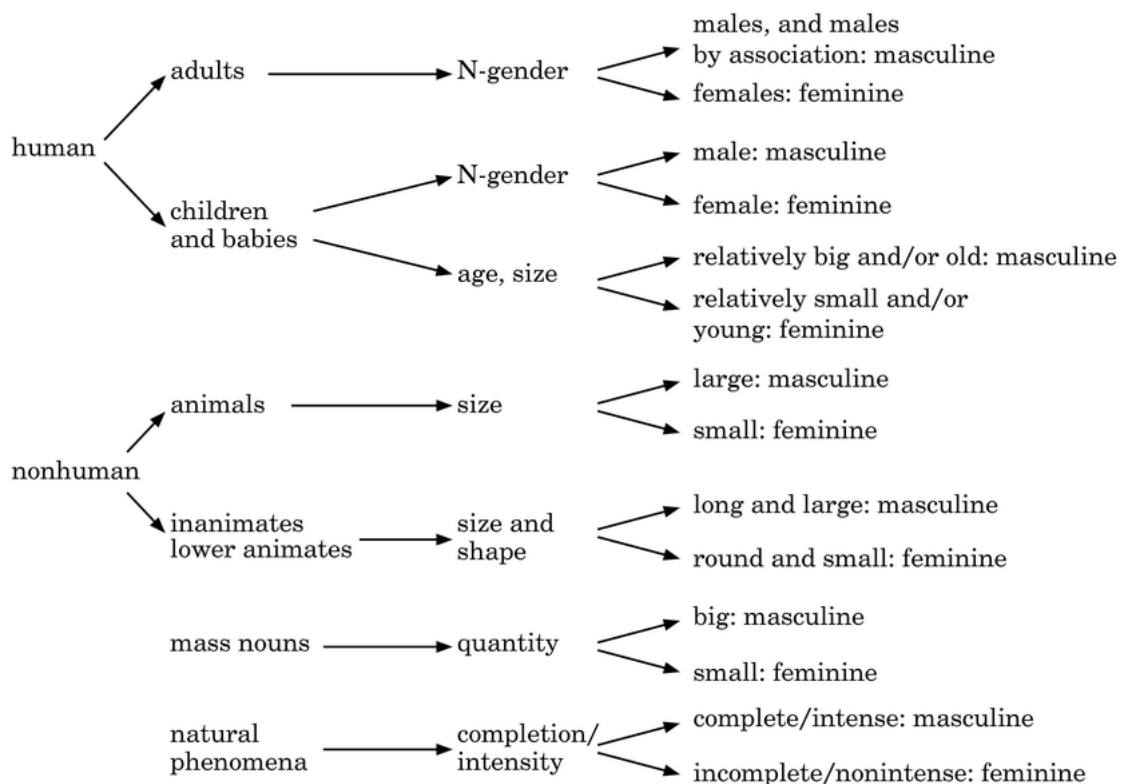 males, and males
by association: masculine
adults
N-gender
females: feminine
human
male: masculine
N-gender
children
and babies
female: feminine
relatively big and/or old: masculine
age, size
relatively small and/or
young: feminine
large: masculine
animals
size
small: feminine
nonhuman
long and large: masculine
inanimates
lower animates
size and
shape
round and small: feminine
big: masculine
mass nouns
quantity
small: feminine
complete/intense: masculine
natural
phenomena
completion/
intensity
incomplete/nonintense: feminine